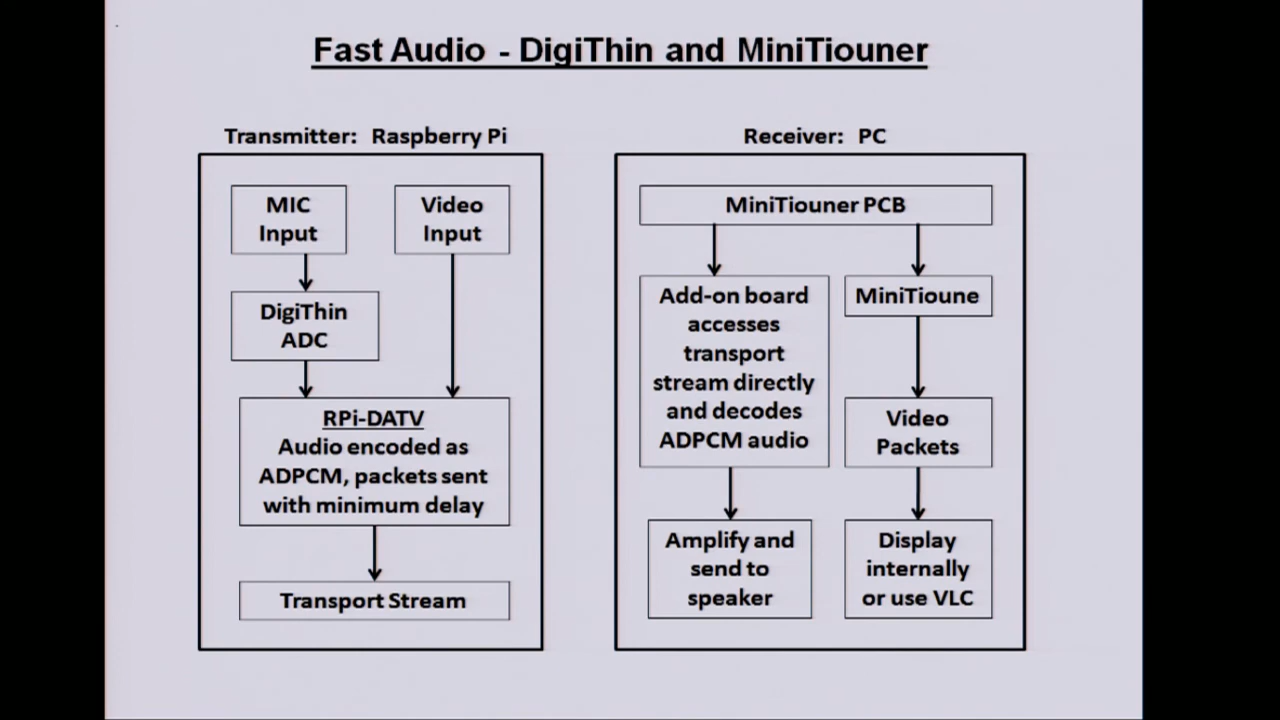 Fast Audio - DigiThin and MiniTiouner
Transmitter: Raspberry Pi
MIC
Input
Video
Input
DigiThin
ADC
RPi-DATV
Audio encoded as
ADPCM, packets sent
with minimum delay
Transport Stream
Receiver: PC
MiniTiouner PCB
Add-on board
accesses
transport
stream directly
and decodes
ADPCM audio
Amplify and
send to
speaker
MiniTioune
Video
Packets
Display
internally
or use VLC